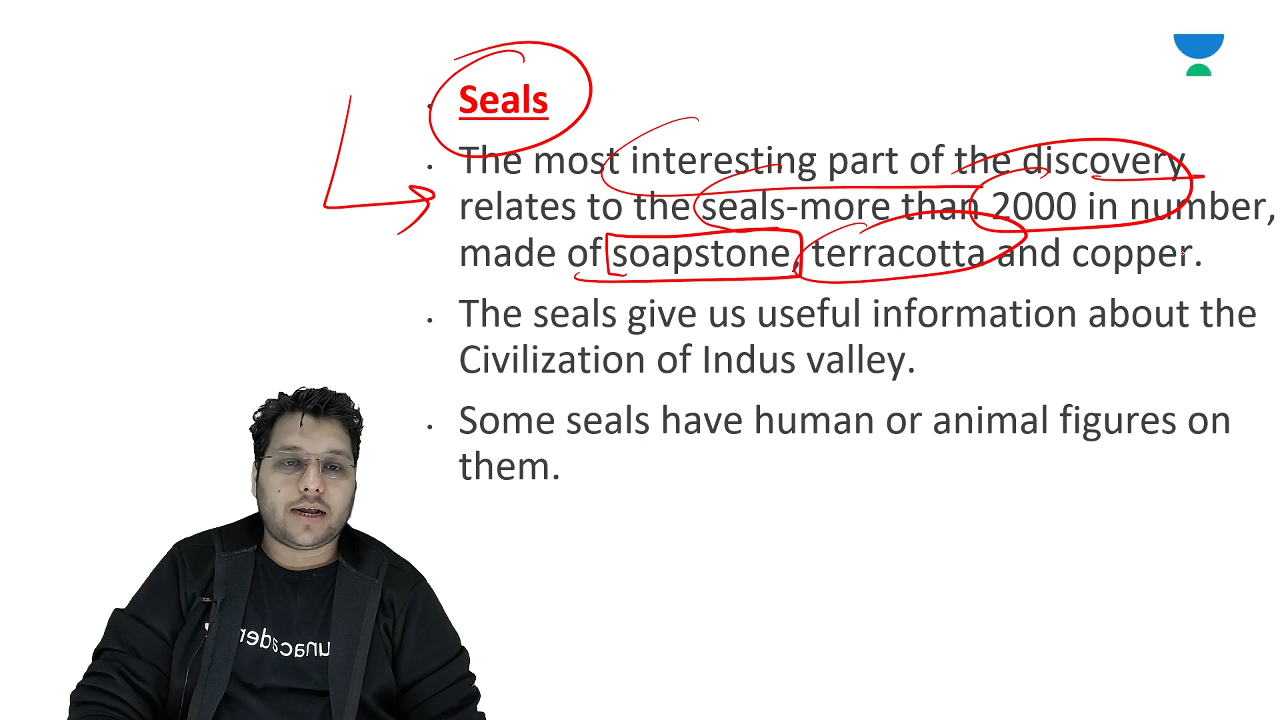 Seals
The most interesting part of the discovery
relates to the seals-more than 2000 in number,
made of soapstone, terracotta and copper.
The seals give us useful information about the
Civilization of Indus valley.
Some seals have human or animal figures on
them.
unacadem